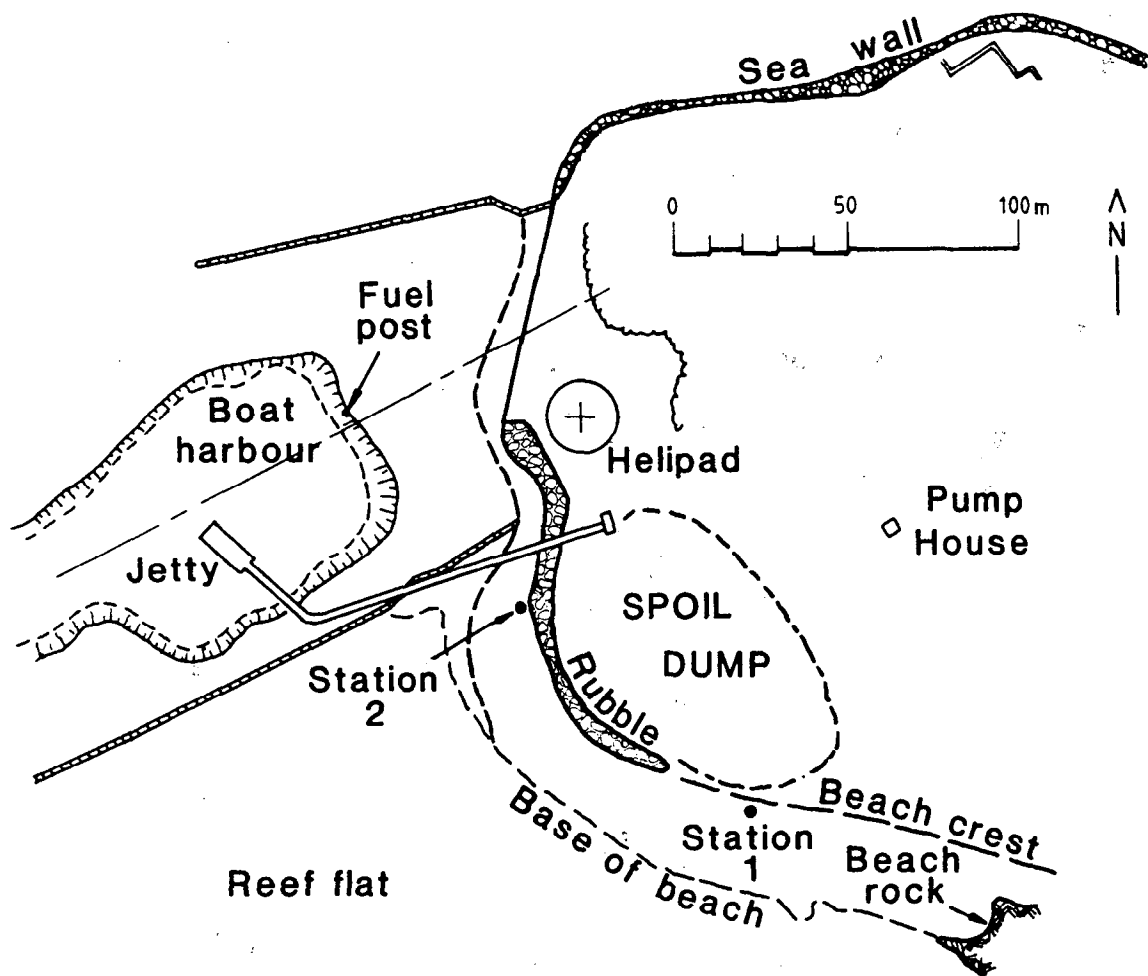 Sea wall
0 50 100 m
N
Fuel
post
Boat
harbour
Helipad
Pump
House
Jetty
SPOIL
DUMP
Station
2
Rubble
Beach crest
Station
1
Base of beach
Beach
rock
Reef flat